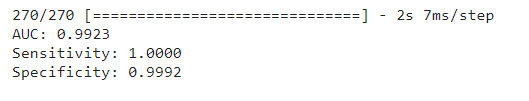 270/270 [==============================] - 2s 7ms/step
AUC: 0.9923
Sensitivity: 1.0000
Specificity: 0.9992